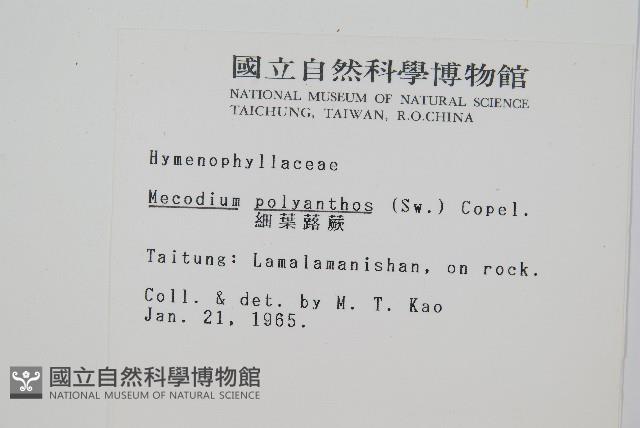 國立自然科學博物館
NATIONAL MUSEUM OF NATURAL SCIENCE
TAICHUNG, TAIWAN, R.O.CHINA
Hymenophyllaceae
Mecodium polyanthos (Sw.) Copel.
細葉蕗蕨
Taitung: Lamalamanishan, on rock.
Coll. & det. by M. T. Kao
Jan. 21, 1965.
國立自然科學博物館
NATIONAL MUSEUM OF NATURAL SCIENCE